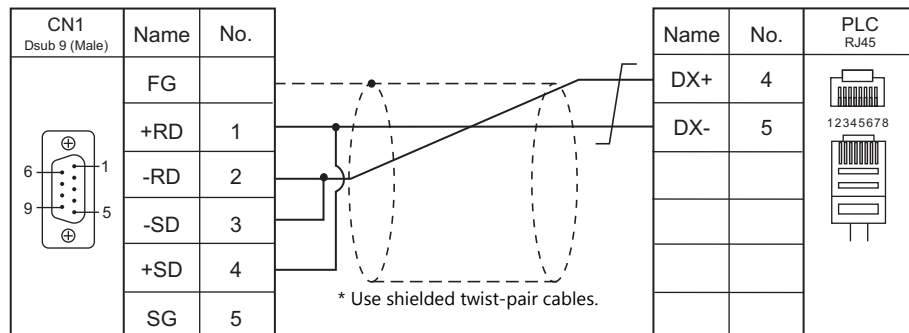 CN1
Dsub 9 (Male)
Name No.
Name No.
PLC
RJ45
FG
DX+ 4
+RD 1
DX- 5
12345678
-RD 2
6
1
9
5
-SD 3
+SD 4
* Use shielded twist-pair cables.
SG 5